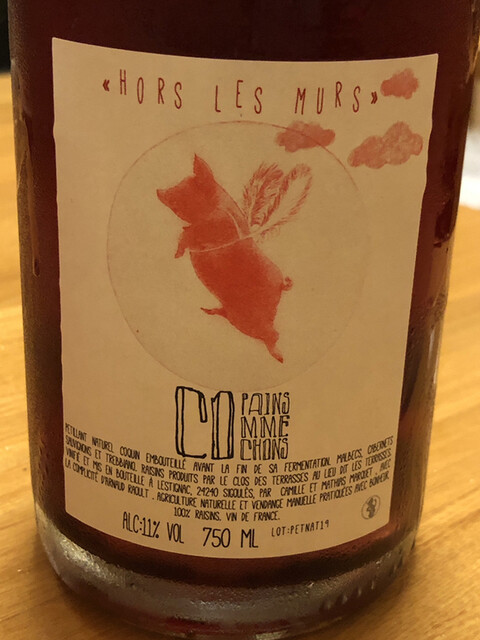 « HORS LES MURS »
CO PAINS
MME
CHONS
PETILLANT NATUREL COQUIN EMBOUTEILLÉ AVANT LA FIN DE SA FERMENTATION. MALBECS, CABERNETS
SAUVIGNONS ET TREBBIANO. RAISINS PRODUITS PAR LE CLOS DES TERRASSES AU LIEU DIT LES TERRASSES.
VINIFIÉ ET MIS EN BOUTEILLE À LESTIGNAC, 24240 SIGOULÈS, PAR CAMILLE ET MATHIAS MARQUET, AVEC
LA COMPLICITÉ D'ARNAUD RAOULT. AGRICULTURE NATURELLE ET VENDANGE MANUELLE PRATIQUÉES AVEC BONHEUR.
100% RAISINS. VIN DE FRANCE.
ALC:11% VOL 750 ML LOT:PETNAT19